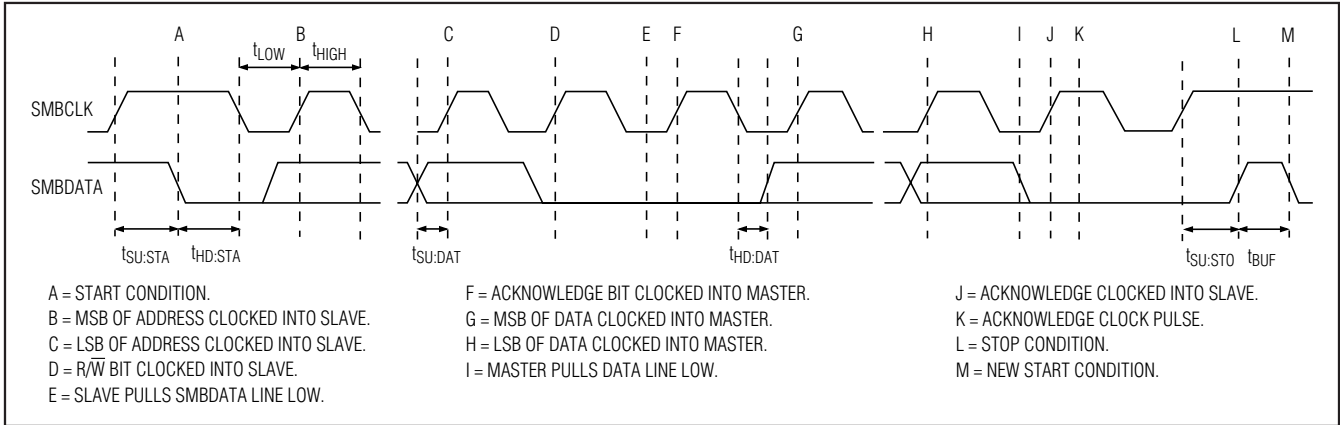 A B C D E F G H I J K L M
tLOW tHIGH
SMBCLK
SMBDATA
tSU:STA tHD:STA tSU:DAT tHD:DAT tSU:STO tBUF
A = START CONDITION.
B = MSB OF ADDRESS CLOCKED INTO SLAVE.
C = LSB OF ADDRESS CLOCKED INTO SLAVE.
D = R/W̅ BIT CLOCKED INTO SLAVE.
E = SLAVE PULLS SMBDATA LINE LOW.
F = ACKNOWLEDGE BIT CLOCKED INTO MASTER.
G = MSB OF DATA CLOCKED INTO MASTER.
H = LSB OF DATA CLOCKED INTO MASTER.
I = MASTER PULLS DATA LINE LOW.
J = ACKNOWLEDGE CLOCKED INTO SLAVE.
K = ACKNOWLEDGE CLOCK PULSE.
L = STOP CONDITION.
M = NEW START CONDITION.